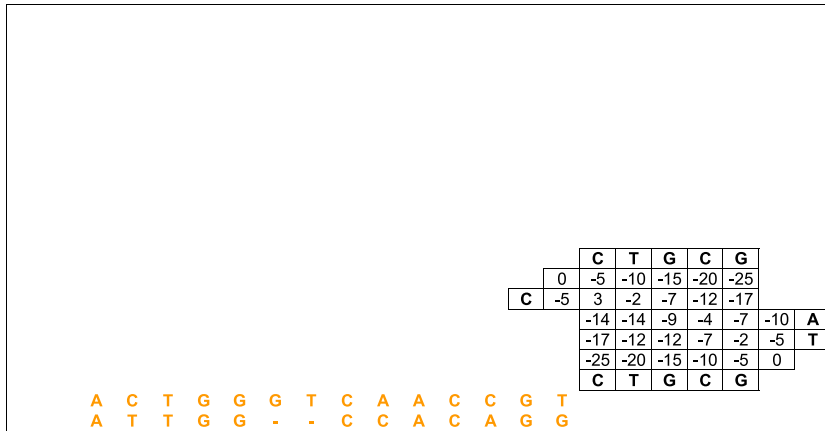 C T G C G
0 -5 -10 -15 -20 -25
C -5 3 -2 -7 -12 -17
-14 -14 -9 -4 -7 -10 A
-17 -12 -12 -7 -2 -5 T
-25 -20 -15 -10 -5 0
C T G C G
A C T G G G T C A A C C G T
A T T G G - - C C A C A G G